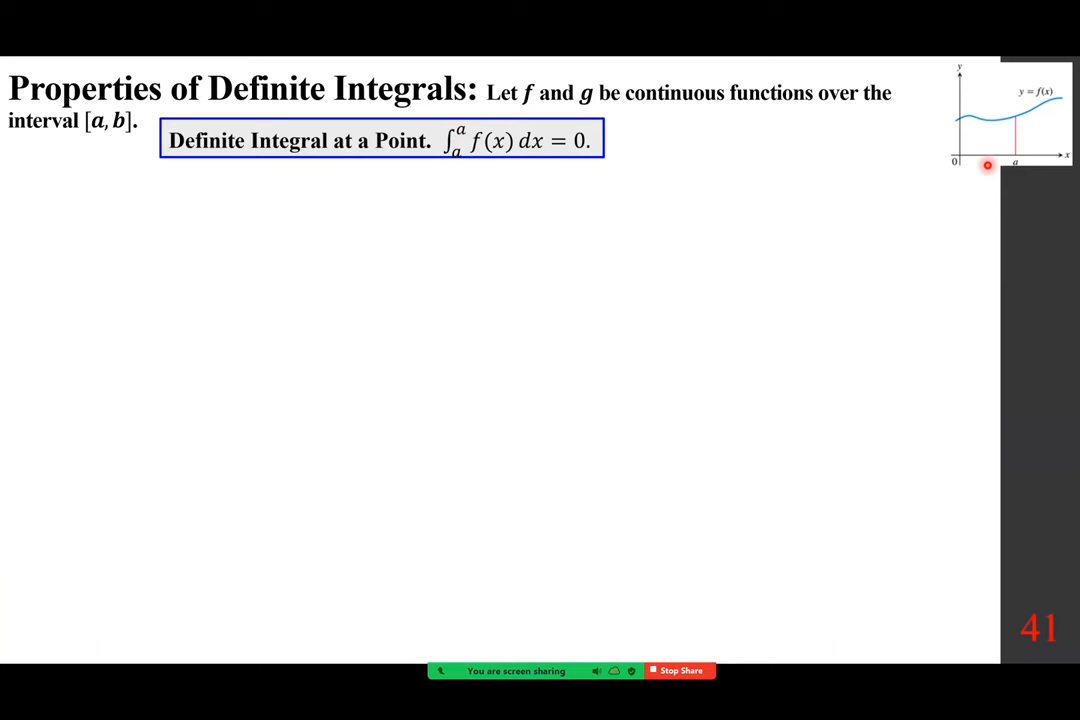 Properties of Definite Integrals: Let f and g be continuous functions over the
interval [a, b].
Definite Integral at a Point. ∫ₐᵃ f(x) dx = 0.
y
y = f(x)
0
a
x
41
You are screen sharing
Stop Share